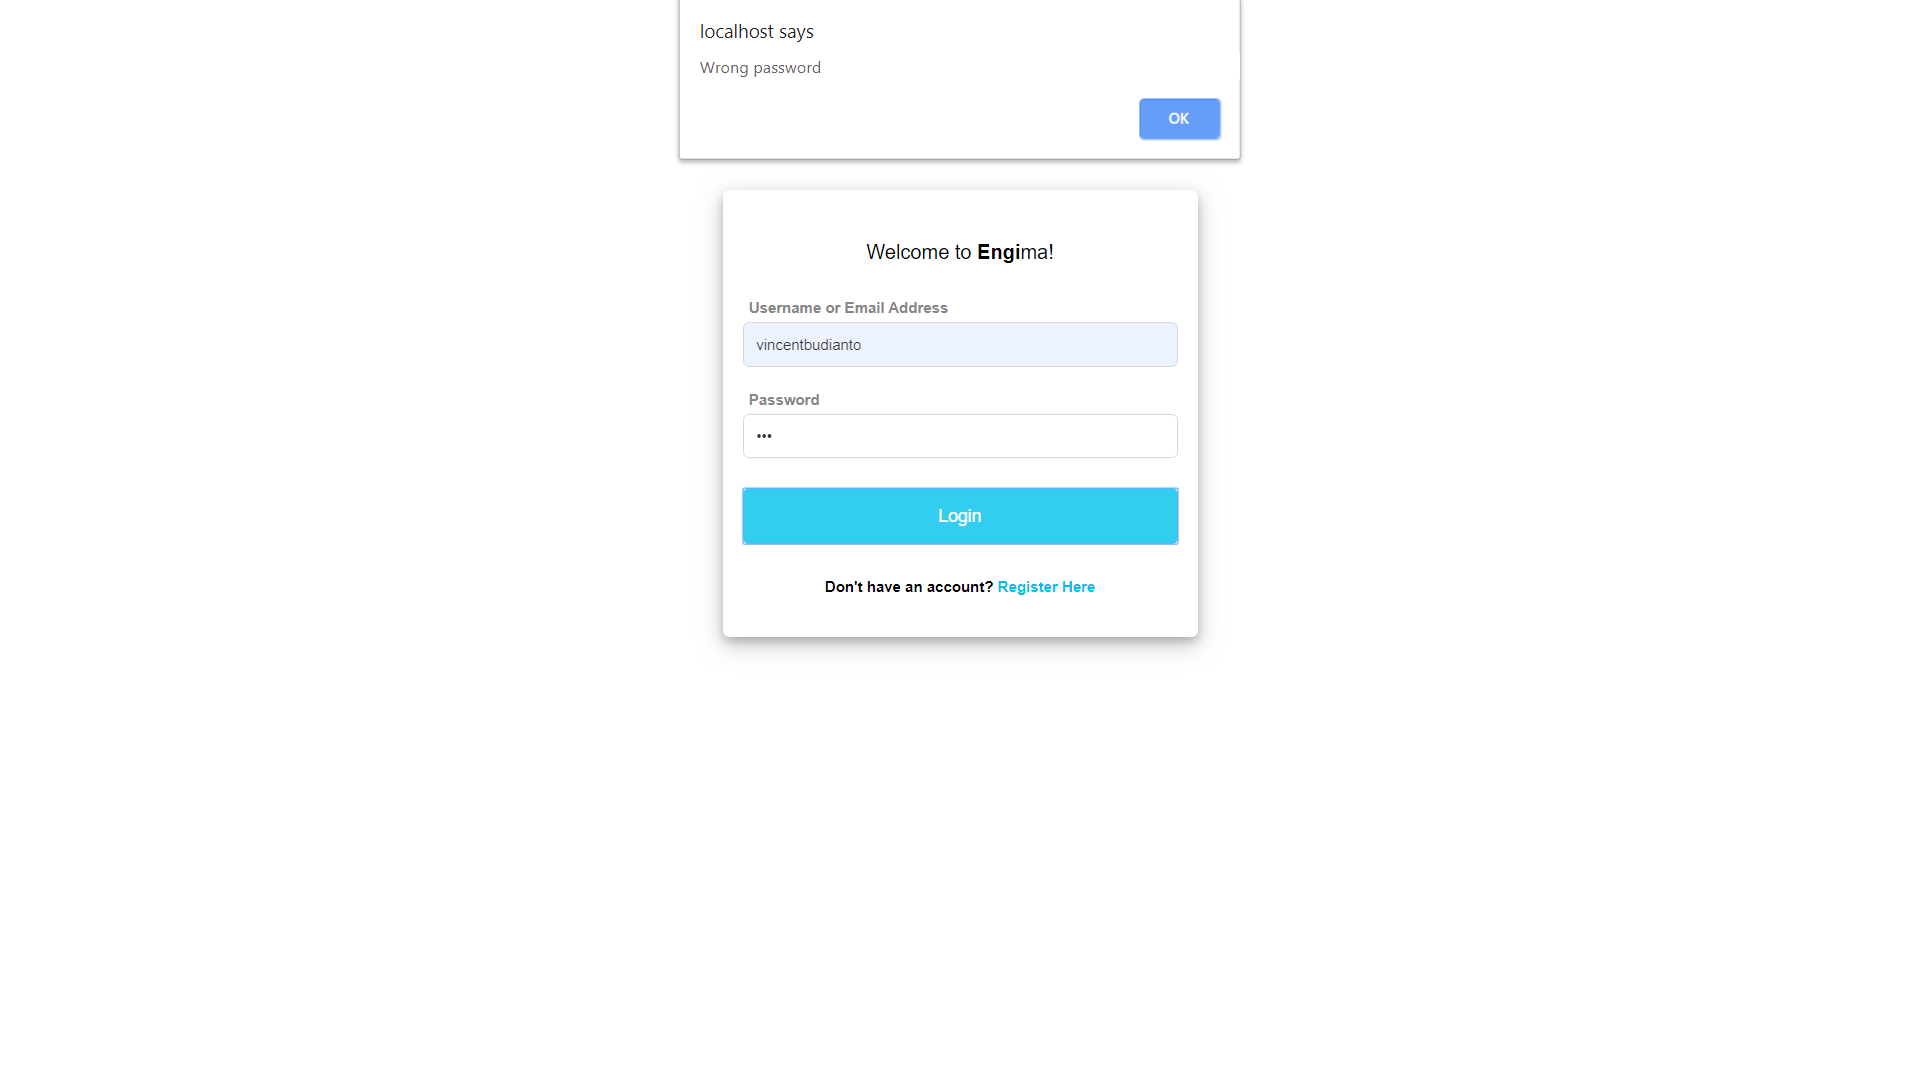 localhost says
Wrong password
OK
Welcome to Engima!
Username or Email Address
vincentbudianto
Password
•••
Login
Don't have an account? Register Here